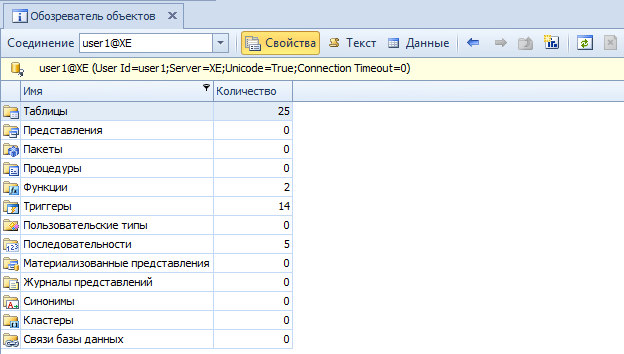 Обозреватель объектов
Соединение user1@XE Свойства Текст Данные
user1@XE (User Id=user1;Server=XE;Unicode=True;Connection Timeout=0)
Имя Количество
Таблицы 25
Представления 0
Пакеты 0
Процедуры 0
Функции 2
Триггеры 14
Пользовательские типы 0
Последовательности 5
Материализованные представления 0
Журналы представлений 0
Синонимы 0
Кластеры 0
Связи базы данных 0